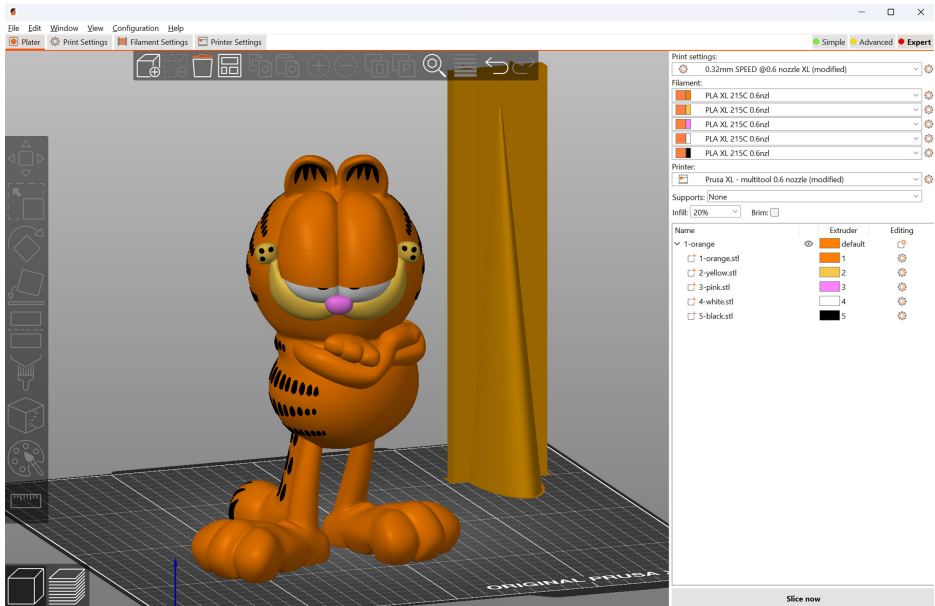 File Edit Window View Configuration Help
Plater Print Settings Filament Settings Printer Settings Simple Advanced Expert
Print settings:
0.32mm SPEED @0.6 nozzle XL (modified)
Filament:
PLA XL 215C 0.6nzl
PLA XL 215C 0.6nzl
PLA XL 215C 0.6nzl
PLA XL 215C 0.6nzl
PLA XL 215C 0.6nzl
Printer:
Prusa XL - multitool 0.6 nozzle (modified)
Supports: None
Infill: 20% Brim:
Name Extruder Editing
1-orange default
1-orange.stl 1
2-yellow.stl 2
3-pink.stl 3
4-white.stl 4
5-black.stl 5
ORIGINAL PRUSA
Slice now